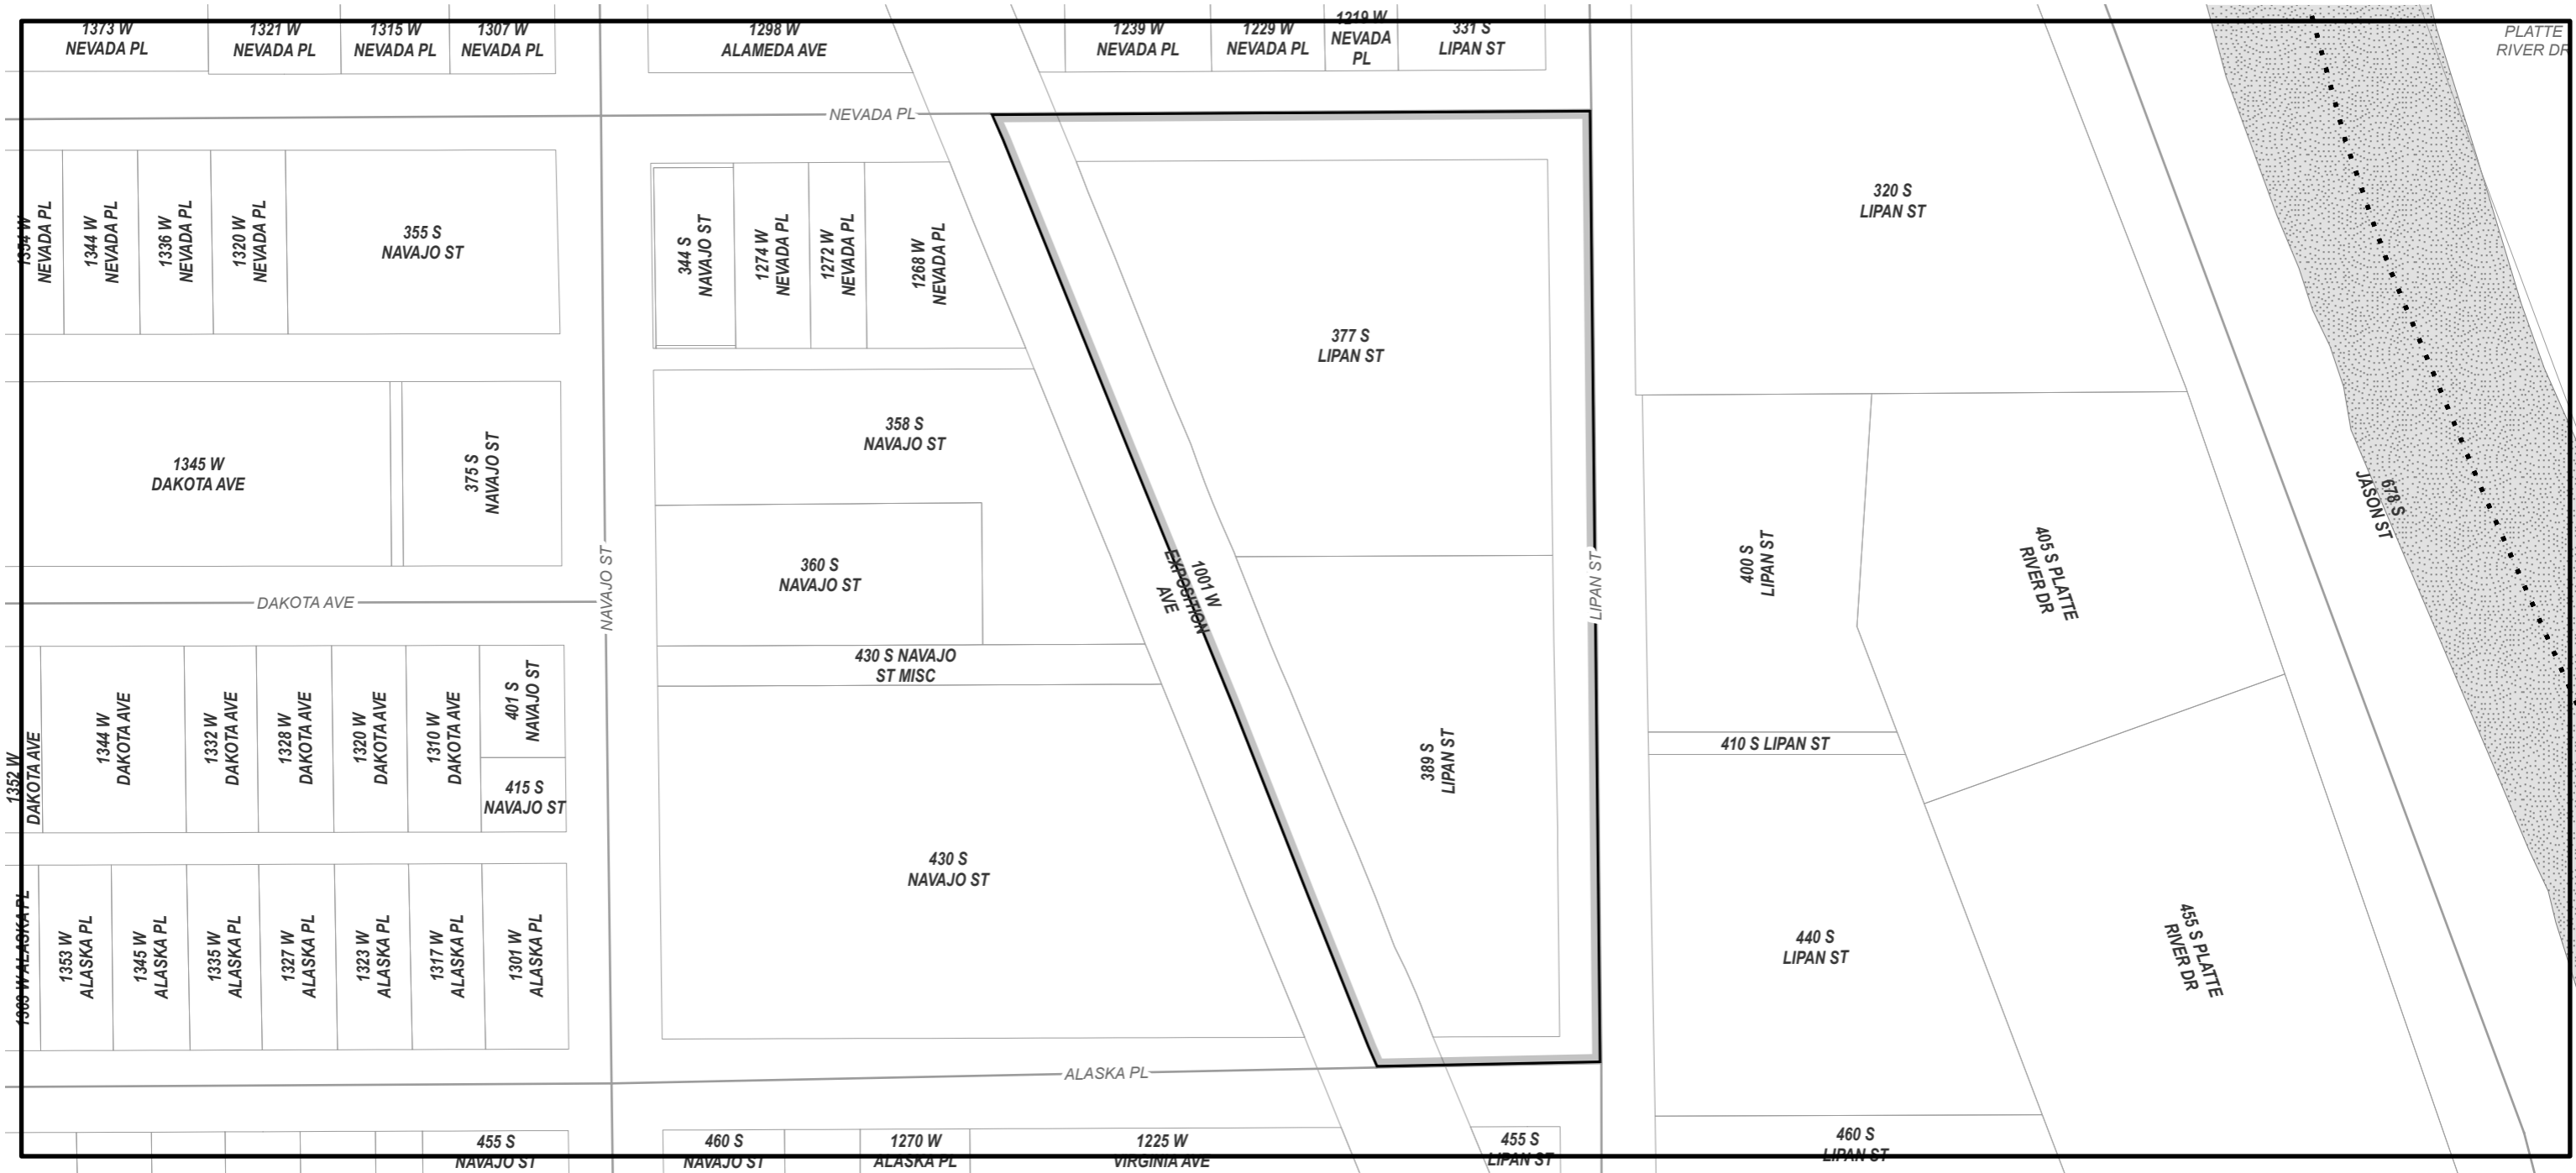 1373 W
NEVADA PL
1321 W
NEVADA PL
1315 W
NEVADA PL
1307 W
NEVADA PL
1298 W
ALAMEDA AVE
1239 W
NEVADA PL
1229 W
NEVADA PL
1219 W
NEVADA
PL
331 S
LIPAN ST
PLATTE
RIVER DR
NEVADA PL
1354 W
NEVADA PL
1344 W
NEVADA PL
1336 W
NEVADA PL
1320 W
NEVADA PL
355 S
NAVAJO ST
344 S
NAVAJO ST
1274 W
NEVADA PL
1272 W
NEVADA PL
1268 W
NEVADA PL
377 S
LIPAN ST
320 S
LIPAN ST
1345 W
DAKOTA AVE
375 S
NAVAJO ST
358 S
NAVAJO ST
360 S
NAVAJO ST
NAVAJO ST
DAKOTA AVE
1001 W
EXPOSITION
AVE
LIPAN ST
400 S
LIPAN ST
405 S PLATTE
RIVER DR
678 S
JASON ST
430 S NAVAJO
ST MISC
1352 W
DAKOTA AVE
1344 W
DAKOTA AVE
1332 W
DAKOTA AVE
1328 W
DAKOTA AVE
1320 W
DAKOTA AVE
1310 W
DAKOTA AVE
401 S
NAVAJO ST
415 S
NAVAJO ST
389 S
LIPAN ST
410 S LIPAN ST
430 S
NAVAJO ST
1363 W ALASKA PL
1353 W
ALASKA PL
1345 W
ALASKA PL
1335 W
ALASKA PL
1327 W
ALASKA PL
1323 W
ALASKA PL
1317 W
ALASKA PL
1301 W
ALASKA PL
440 S
LIPAN ST
455 S PLATTE
RIVER DR
ALASKA PL
455 S
NAVAJO ST
460 S
NAVAJO ST
1270 W
ALASKA PL
1225 W
VIRGINIA AVE
455 S
LIPAN ST
460 S
LIPAN ST